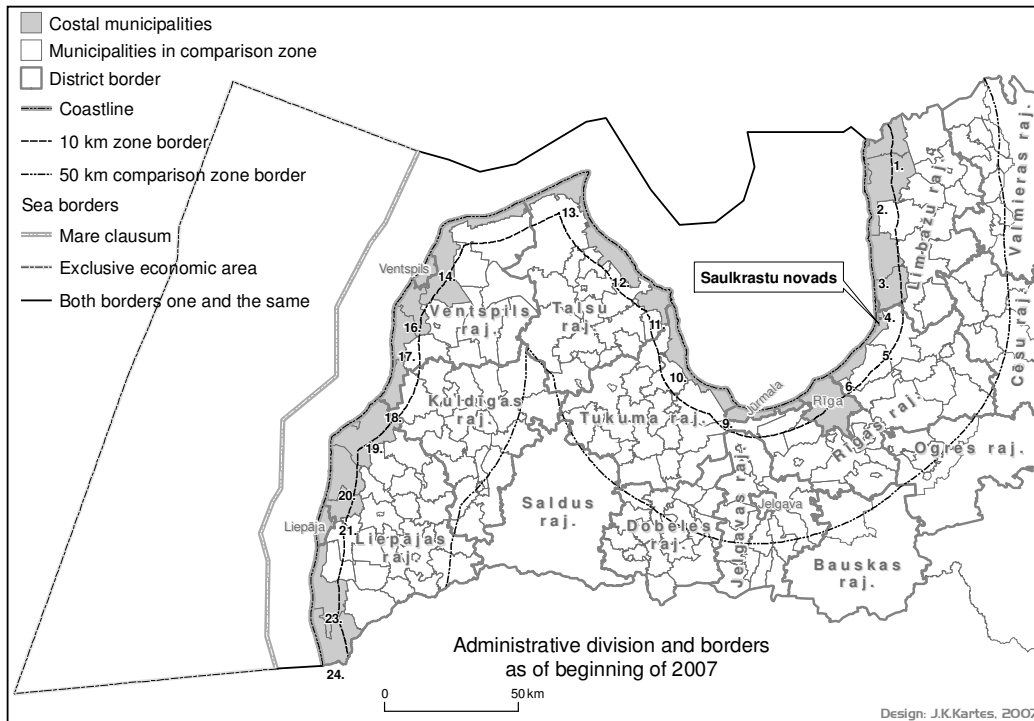 Costal municipalities
Municipalities in comparison zone
District border
Coastline
10 km zone border
50 km comparison zone border
Sea borders
Mare clausum
Exclusive economic area
Both borders one and the same
1.
2.
3.
4.
5.
6.
9.
10.
11.
12.
13.
14.
16.
17.
18.
19.
20.
21.
23.
24.
Saulkrastu novads
Ventspils
Liepāja
Jūrmala
Rīga
Jelgava
Ventspils
raj.
Talsu
raj.
Kuldīgas
raj.
Tukuma raj.
Liepājas
raj.
Saldus
raj.
Dobeles
raj.
Jelgavas raj.
Bauskas
raj.
Rīgas raj.
Ogres raj.
Limbažu raj.
Cēsu raj.
Valmieras raj.
Administrative division and borders
as of beginning of 2007
0 50 km
Design: J.K.Kartes, 2007